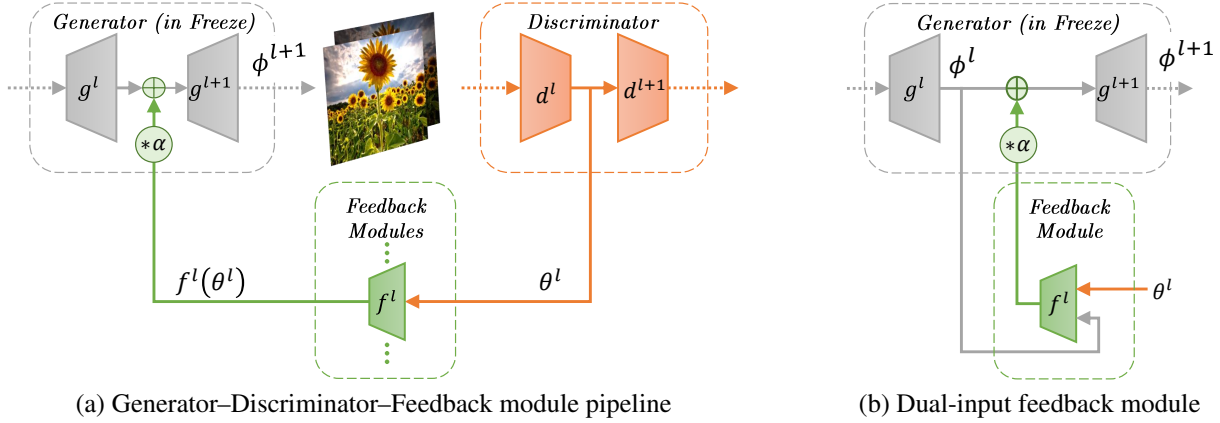 Generator (in Freeze)
g^l
g^{l+1}
ϕ^{l+1}
∗α
Discriminator
d^l
d^{l+1}
Feedback
Modules
f^l(θ^l)
f^l
θ^l
(a) Generator–Discriminator–Feedback module pipeline
Generator (in Freeze)
g^l
ϕ^l
g^{l+1}
ϕ^{l+1}
∗α
Feedback
Module
f^l
θ^l
(b) Dual-input feedback module